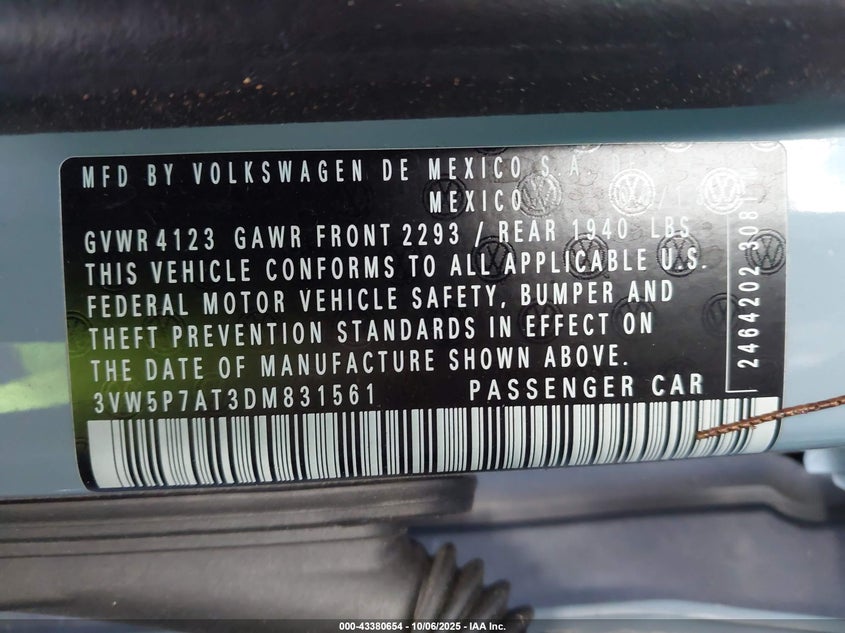 MFD BY VOLKSWAGEN DE MEXICO S.A.
MEXICO
GVWR 4123 GAWR FRONT 2293 / REAR 1940 LBS
THIS VEHICLE CONFORMS TO ALL APPLICABLE U.S.
FEDERAL MOTOR VEHICLE SAFETY, BUMPER AND
THEFT PREVENTION STANDARDS IN EFFECT ON
THE DATE OF MANUFACTURE SHOWN ABOVE.
3VW5P7AT3DM831561 PASSENGER CAR
2464202 3081
000-43380654 - 10/06/2025 - IAA Inc.